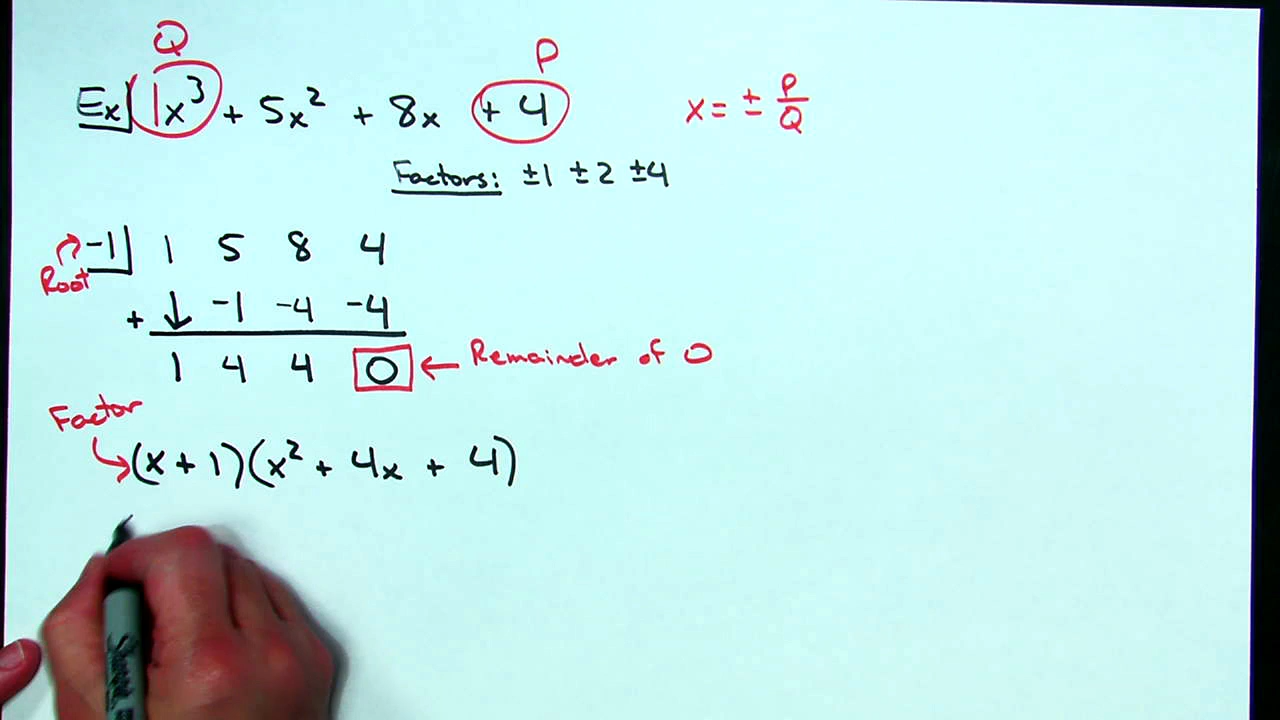 Q P
Ex 1x³ + 5x² + 8x + 4 x = ± P/Q
Factors: ±1 ±2 ±4
-1 1 5 8 4
Root
+ ↓ -1 -4 -4
1 4 4 0 ← Remainder of 0
Factor
(x + 1)(x² + 4x + 4)
Sharpie